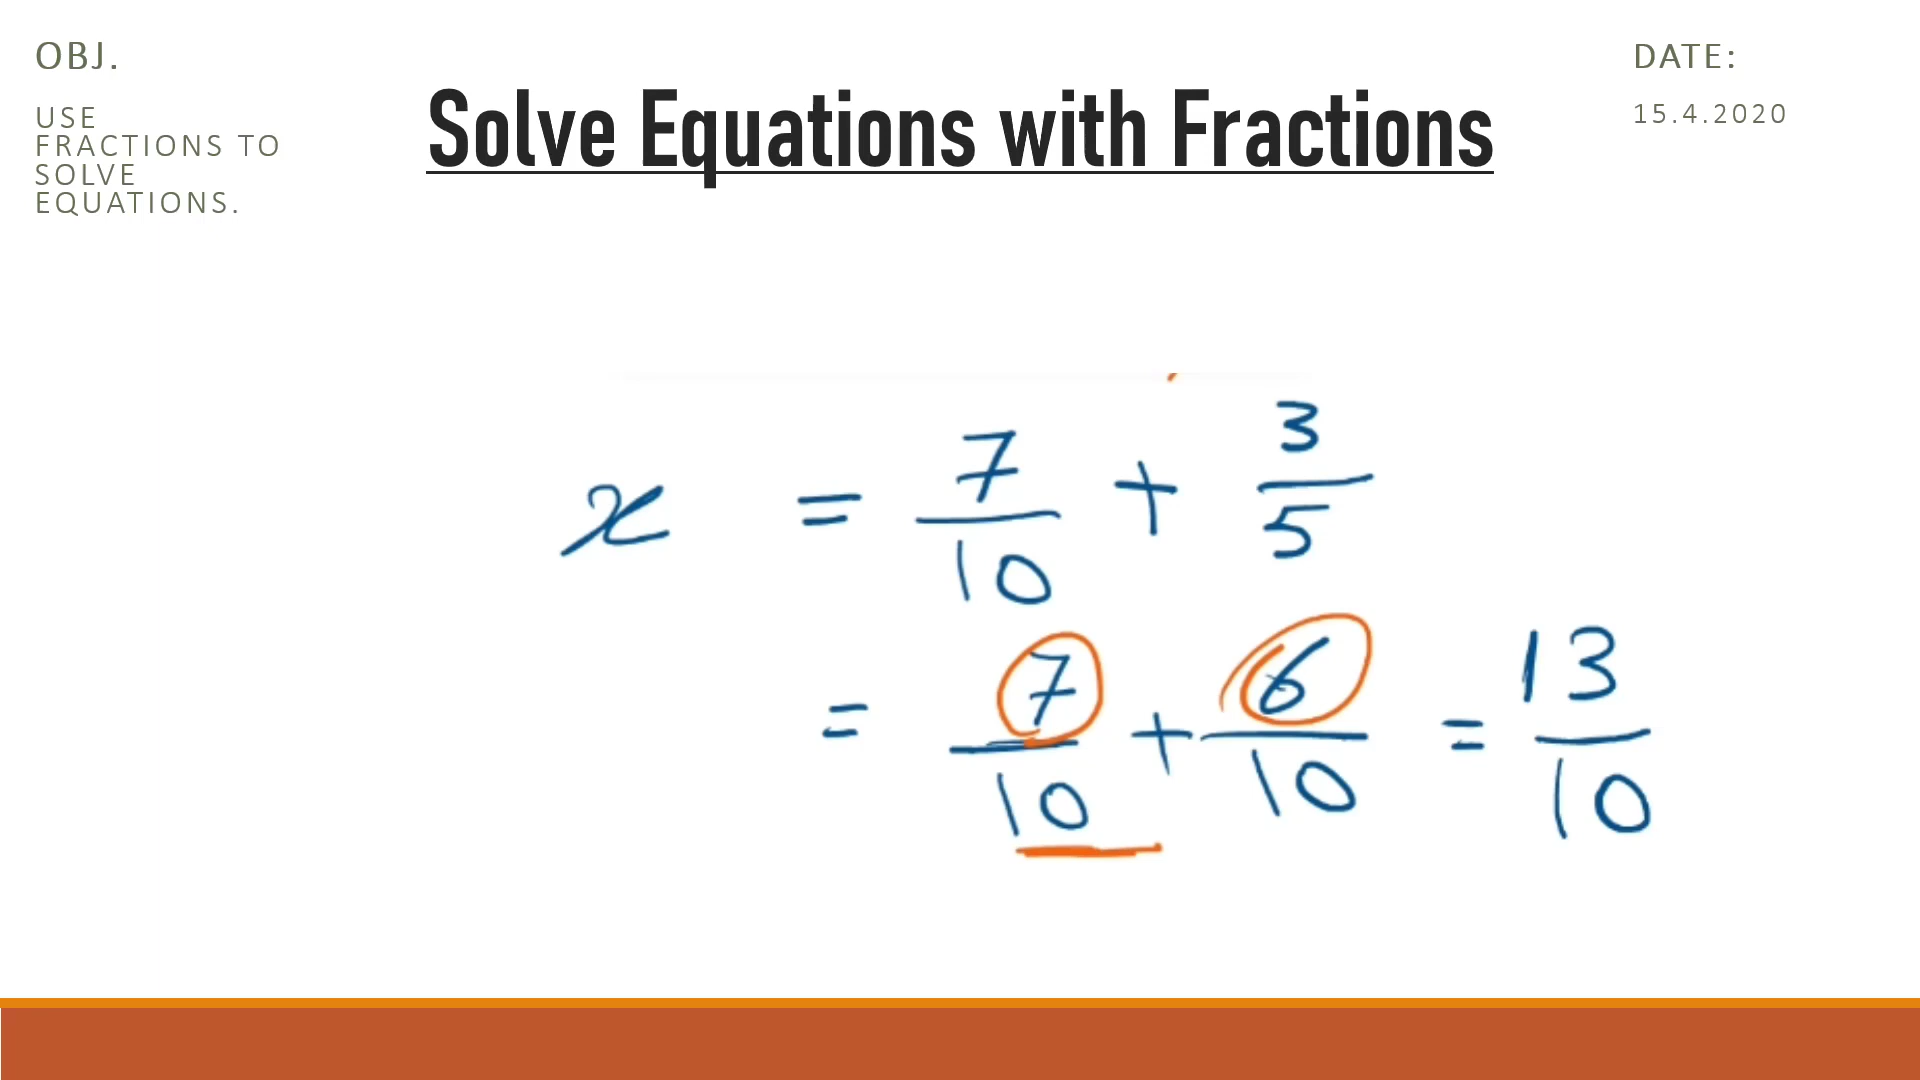 OBJ.
USE
FRACTIONS TO
SOLVE
EQUATIONS.
Solve Equations with Fractions
DATE:
15.4.2020
x = 7/10 + 3/5
= 7/10 + 6/10 = 13/10